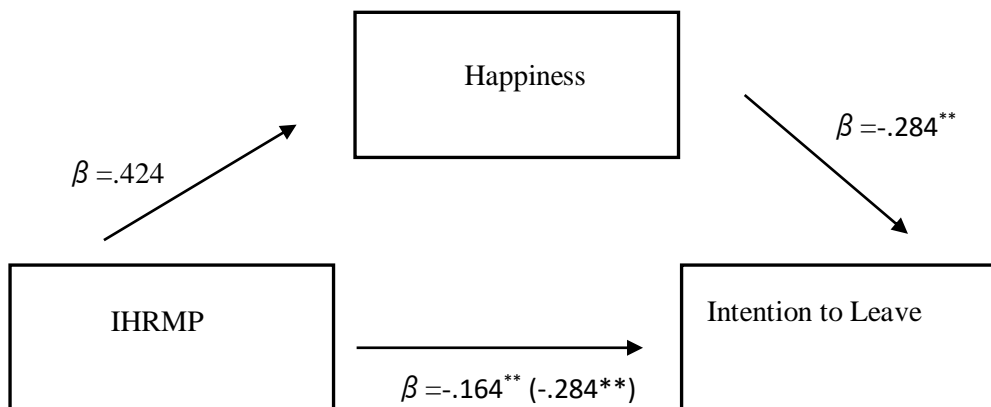 Happiness
β =-.284**
β =.424
IHRMP
Intention to Leave
β =-.164** (-.284**)